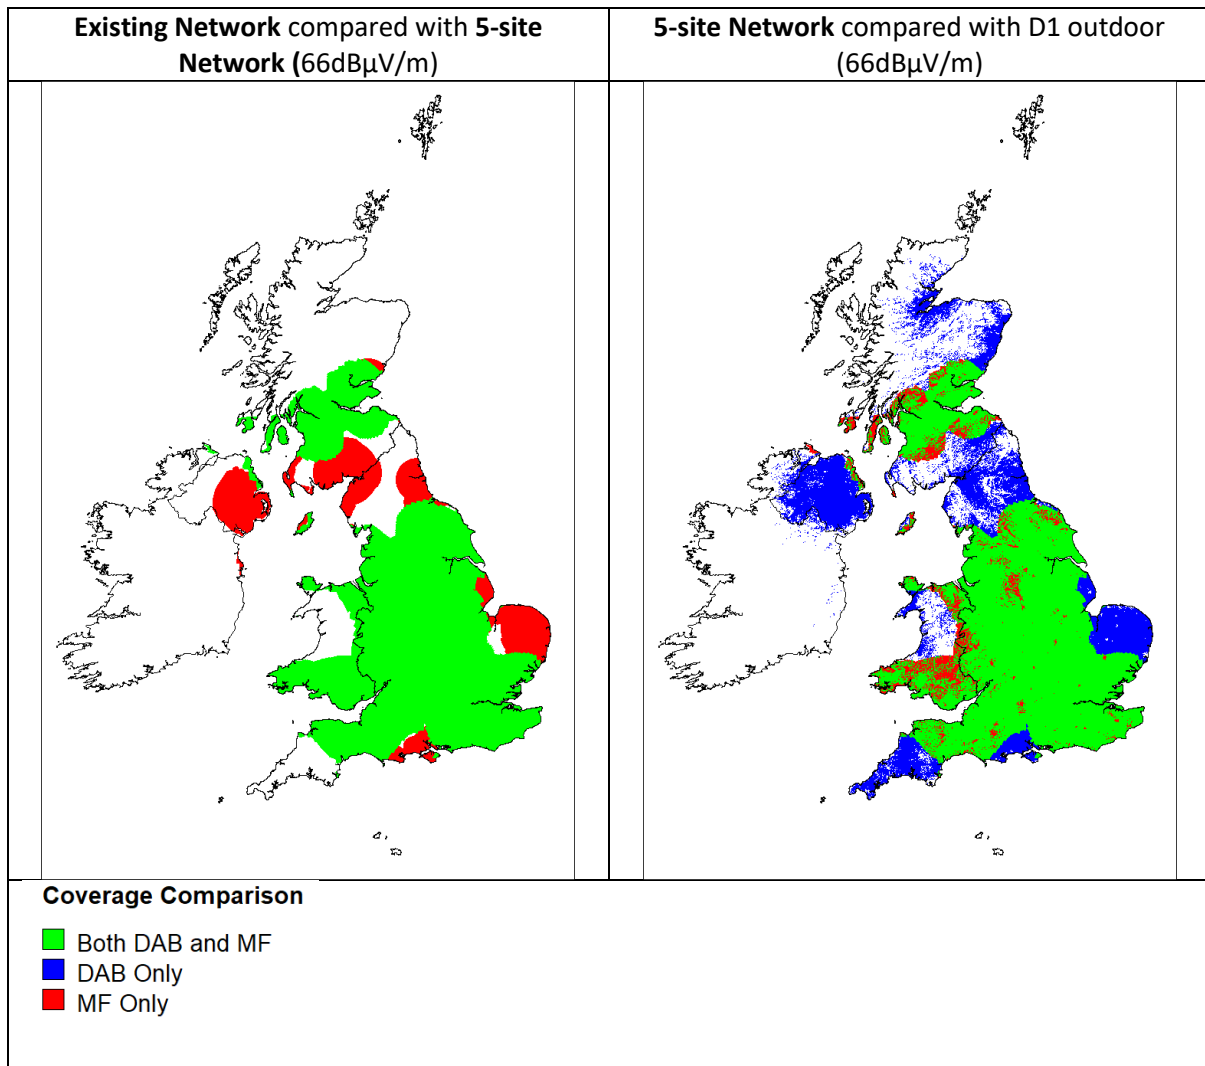 Existing Network compared with 5-site
Network (66dBµV/m)
5-site Network compared with D1 outdoor
(66dBµV/m)
Coverage Comparison
Both DAB and MF
DAB Only
MF Only